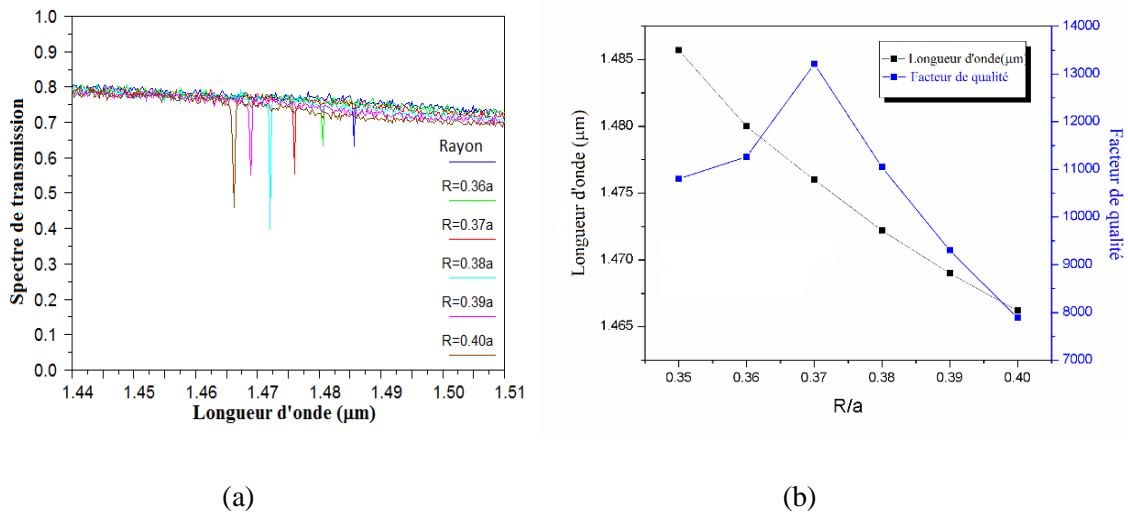 1.0
0.9
0.8
0.7
0.6
0.5
0.4
0.3
0.2
0.1
0.0
Spectre de transmission
1.44
1.45
1.46
1.47
1.48
1.49
1.50
1.51
Longueur d'onde (µm)
Rayon
R=0.36a
R=0.37a
R=0.38a
R=0.39a
R=0.40a
(a)
1.485
1.480
1.475
1.470
1.465
Longueur d'onde (µm)
Longueur d'onde(µm)
Facteur de qualité
14000
13000
12000
11000
10000
9000
8000
7000
Facteur de qualité
0.35
0.36
0.37
0.38
0.39
0.40
R/a
(b)